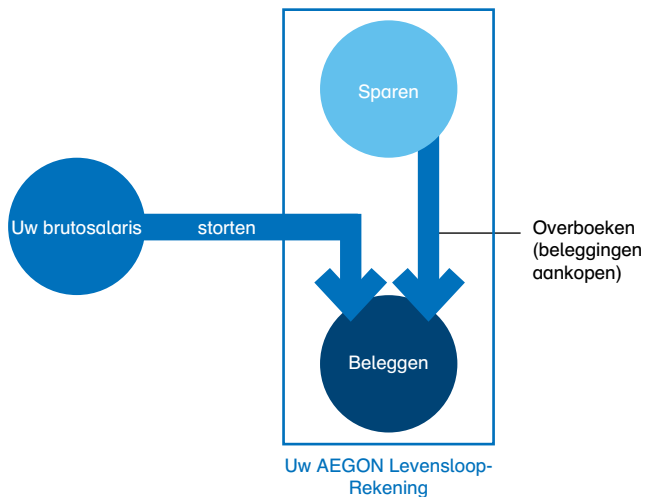 Sparen
Uw brutosalaris
storten
Overboeken
(beleggingen
aankopen)
Beleggen
Uw AEGON Levensloop-
Rekening